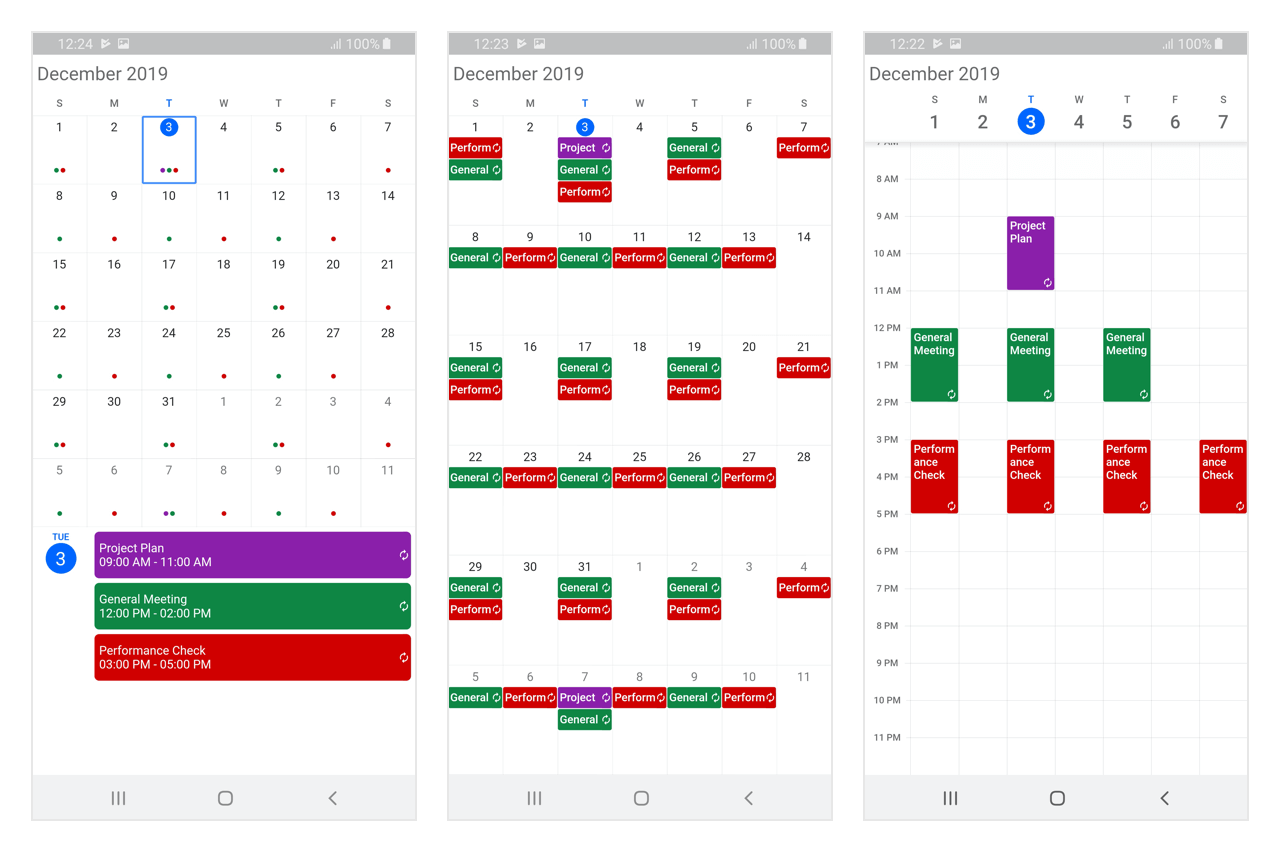 12:24 100%
December 2019
S M T W T F S
1 2 3 4 5 6 7
8 9 10 11 12 13 14
15 16 17 18 19 20 21
22 23 24 25 26 27 28
29 30 31 1 2 3 4
5 6 7 8 9 10 11
TUE
3
Project Plan
09:00 AM - 11:00 AM
General Meeting
12:00 PM - 02:00 PM
Performance Check
03:00 PM - 05:00 PM
12:23 100%
December 2019
S M T W T F S
1 2 3 4 5 6 7
Perform Project General Perform
General General Perform
Perform
8 9 10 11 12 13 14
General Perform General Perform General Perform
15 16 17 18 19 20 21
General General General Perform
Perform Perform Perform
22 23 24 25 26 27 28
General Perform General Perform General Perform
29 30 31 1 2 3 4
General General General Perform
Perform Perform Perform
5 6 7 8 9 10 11
General Perform Project Perform General Perform
General
12:22 100%
December 2019
S M T W T F S
1 2 3 4 5 6 7
8 AM
9 AM
Project
Plan
10 AM
11 AM
12 PM
General General General
Meeting Meeting Meeting
1 PM
2 PM
3 PM
Perform Perform Perform Perform
ance ance ance ance
Check Check Check Check
4 PM
5 PM
6 PM
7 PM
8 PM
9 PM
10 PM
11 PM